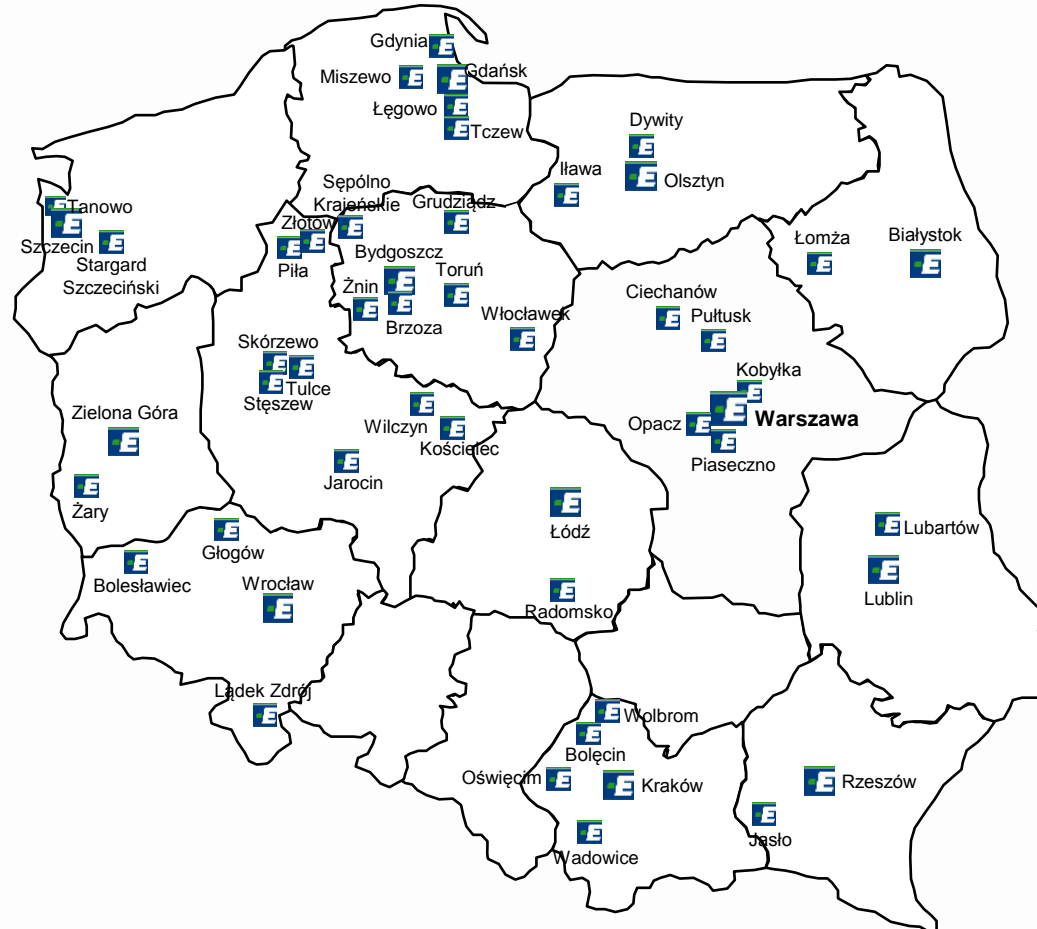 Gdynia
Miszewo
Gdańsk
Łęgowo
Tczew
Dywity
Iława
Olsztyn
Sępólno
Krajeńskie
Grudziądz
Tanowo
Szczecin
Stargard
Szczeciński
Złotów
Piła
Bydgoszcz
Żnin
Brzoza
Toruń
Włocławek
Łomża
Białystok
Ciechanów
Pułtusk
Kobyłka
Opacz
Warszawa
Piaseczno
Skórzewo
Tulce
Stęszew
Wilczyn
Kościelec
Jarocin
Zielona Góra
Żary
Głogów
Bolesławiec
Wrocław
Łódź
Radomsko
Lubartów
Lublin
Lądek Zdrój
Wolbrom
Bolęcin
Oświęcim
Kraków
Wadowice
Rzeszów
Jasło